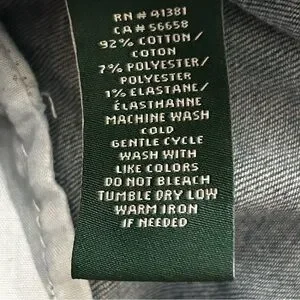 RN # 41381
CA # 56658
92% COTTON /
COTON
7% POLYESTER/
POLYESTER
1% ELASTANE/
ÉLASTHANNE
MACHINE WASH
COLD
GENTLE CYCLE
WASH WITH
LIKE COLORS
DO NOT BLEACH
TUMBLE DRY LOW
WARM IRON
IF NEEDED